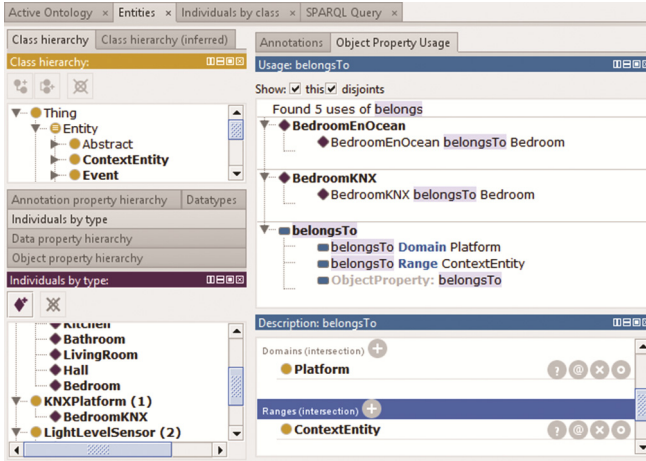 Active Ontology × Entities × Individuals by class × SPARQL Query ×
Class hierarchy Class hierarchy (inferred)
Class hierarchy:
Thing
Entity
Abstract
ContextEntity
Event
Annotation property hierarchy Datatypes
Individuals by type
Data property hierarchy
Object property hierarchy
Individuals by type:
Kitchen
Bathroom
LivingRoom
Hall
Bedroom
KNXPlatform (1)
BedroomKNX
LightLevelSensor (2)
Annotations Object Property Usage
Usage: belongsTo
Show: this disjoints
Found 5 uses of belongs
BedroomEnOcean
BedroomEnOcean belongsTo Bedroom
BedroomKNX
BedroomKNX belongsTo Bedroom
belongsTo
belongsTo Domain Platform
belongsTo Range ContextEntity
ObjectProperty: belongsTo
Description: belongsTo
Domains (intersection)
Platform
Ranges (intersection)
ContextEntity